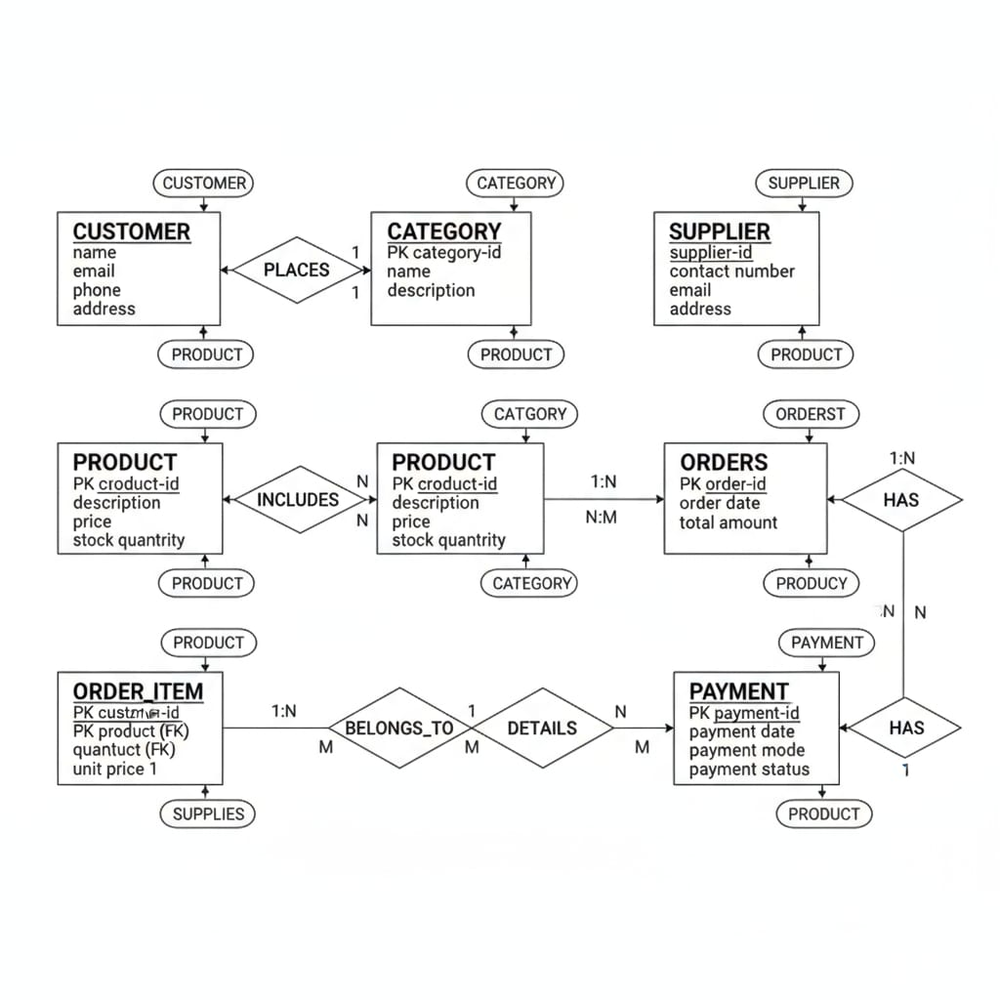 CUSTOMER
CATEGORY
SUPPLIER
CUSTOMER
name
email
phone
address
PLACES
1
1
CATEGORY
PK category-id
name
description
SUPPLIER
supplier-id
contact number
email
address
PRODUCT
PRODUCT
PRODUCT
PRODUCT
CATGORY
ORDERST
PRODUCT
PK croduct-id
description
price
stock quantrity
INCLUDES
N
N
PRODUCT
PK croduct-id
description
price
stock quantrity
1:N
N:M
ORDERS
PK order-id
order date
total amount
1:N
HAS
PRODUCT
CATEGORY
PRODUCY
:N N
PRODUCT
PAYMENT
ORDER_ITEM
PK
PK product (FK)
quantuct (FK)
unit price 1
1:N
M
BELONGS_TO
1
M
DETAILS
N
M
PAYMENT
PK payment-id
payment date
payment mode
payment status
HAS
1
SUPPLIES
PRODUCT